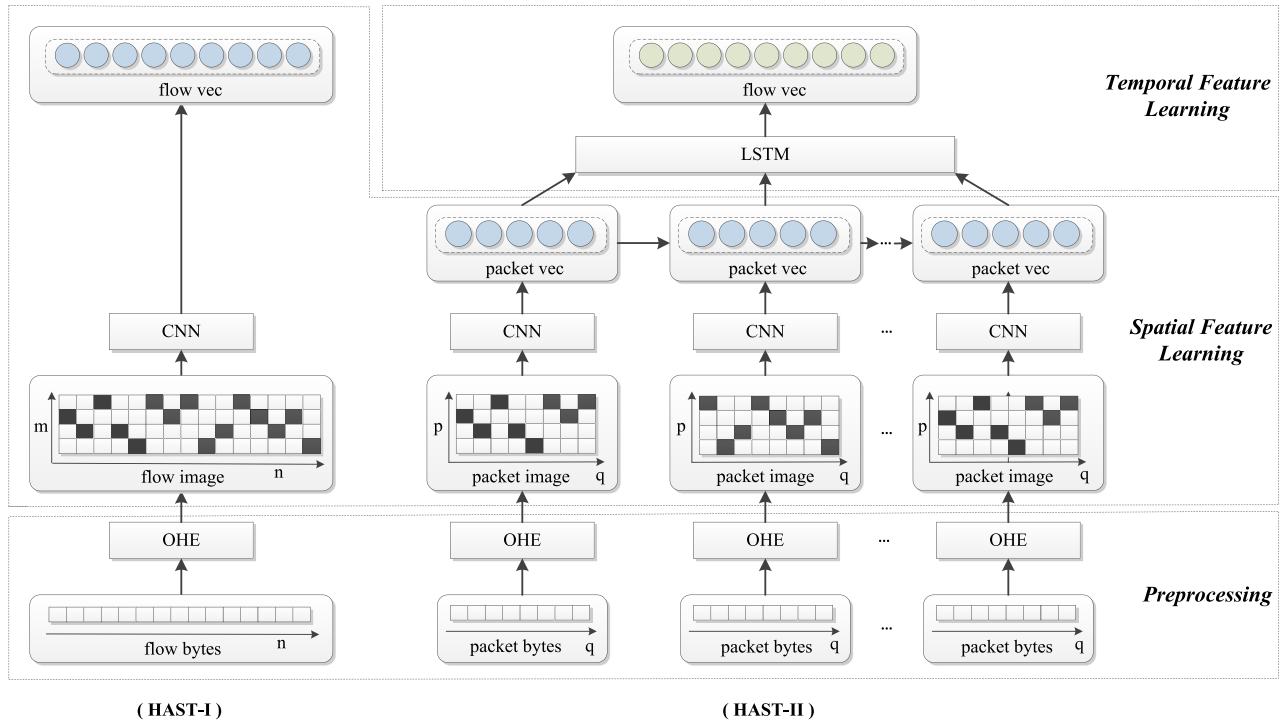 flow vec
flow vec
Temporal Feature
Learning
LSTM
packet vec
...
packet vec
packet vec
CNN
CNN
CNN
...
CNN
Spatial Feature
Learning
m
flow image
n
p
packet image
q
p
packet image
q
...
p
packet image
q
OHE
OHE
OHE
...
OHE
Preprocessing
flow bytes
n
packet bytes
q
packet bytes
q
...
packet bytes
q
( HAST-I )
( HAST-II )